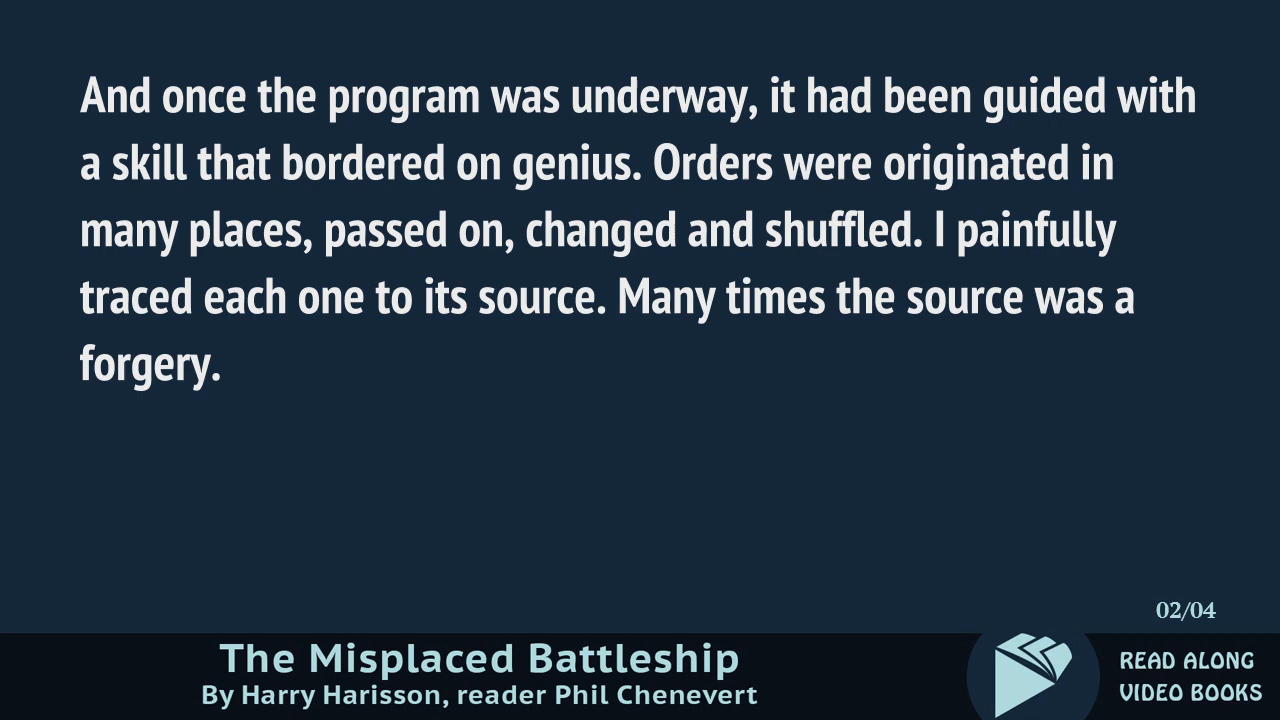 And once the program was underway, it had been guided with
a skill that bordered on genius. Orders were originated in
many places, passed on, changed and shuffled. I painfully
traced each one to its source. Many times the source was a
forgery.
02/04
The Misplaced Battleship
By Harry Harisson, reader Phil Chenevert
READ ALONG
VIDEO BOOKS